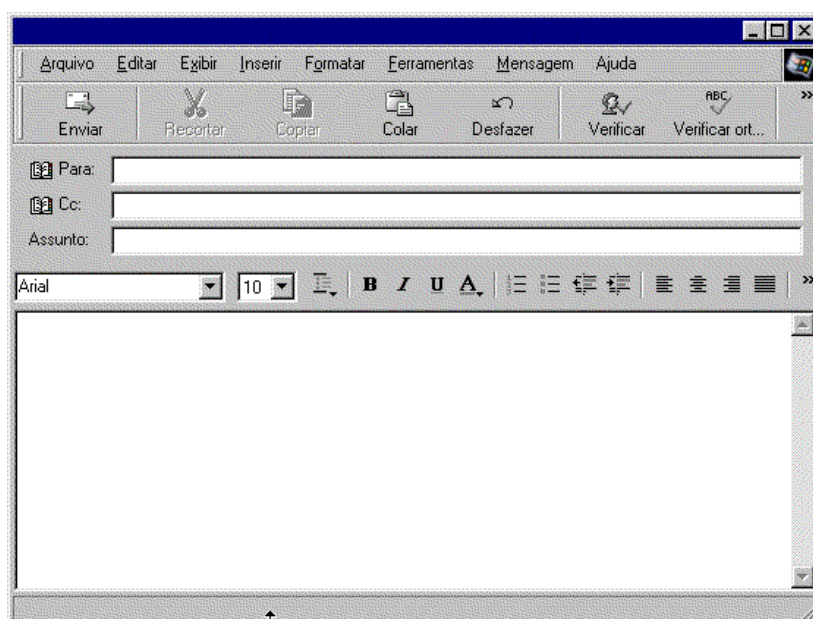 Arquivo Editar Exibir Inserir Formatar Ferramentas Mensagem Ajuda
ABC
Enviar Recortar Copiar Colar Desfazer Verificar Verificar ort...
Para:
Cc:
Assunto:
Arial 10 B I U A